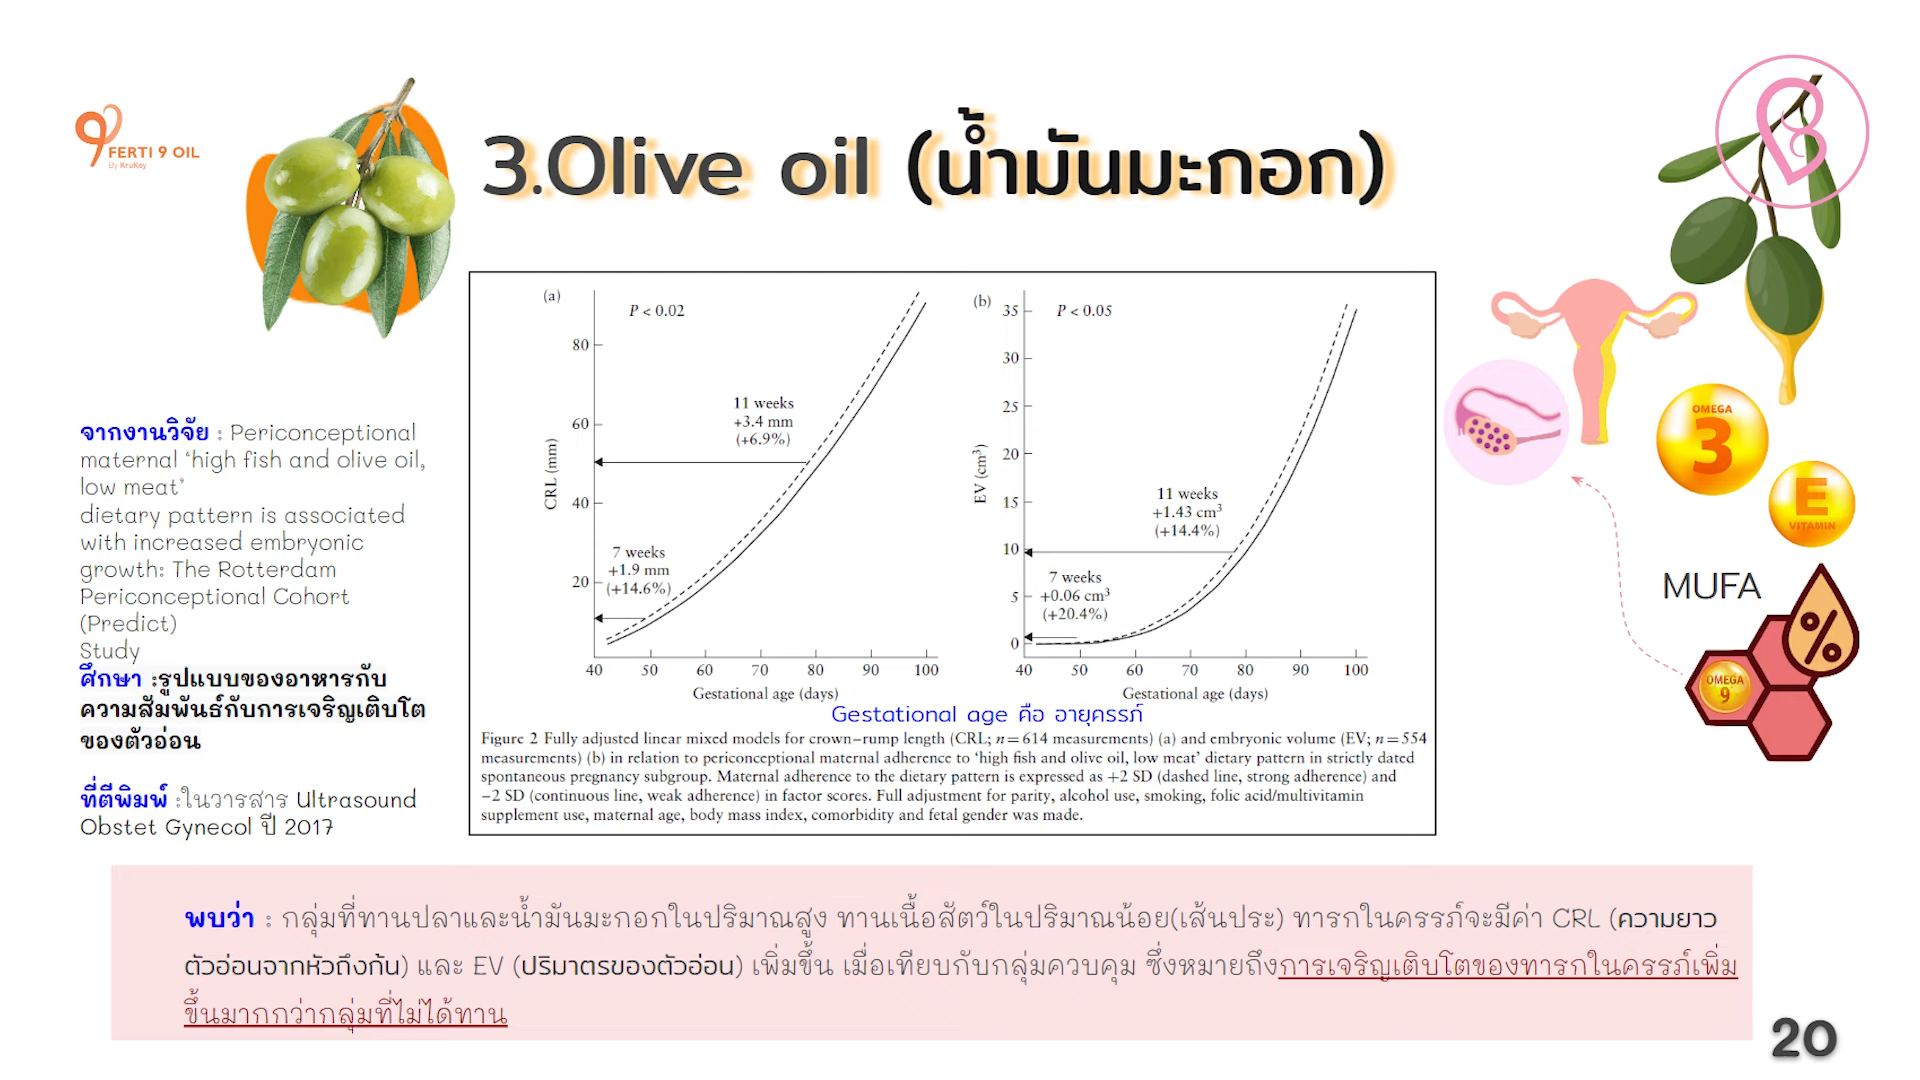 FERTI 9 OIL
By KruKay
3.Olive oil (น้ำมันมะกอก)
จากงานวิจัย : Periconceptional
maternal 'high fish and olive oil,
low meat'
dietary pattern is associated
with increased embryonic
growth: The Rotterdam
Periconceptional Cohort
(Predict)
Study
ศึกษา :รูปแบบของอาหารกับ
ความสัมพันธ์กับการเจริญเติบโต
ของตัวอ่อน
ที่ตีพิมพ์ :ในวารสาร Ultrasound
Obstet Gynecol ปี 2017
(a)
P < 0.02
80
60
40
20
CRL (mm)
11 weeks
+3.4 mm
(+6.9%)
7 weeks
+1.9 mm
(+14.6%)
40 50 60 70 80 90 100
Gestational age (days)
(b)
P < 0.05
35
30
25
20
15
10
5
0
EV (cm³)
11 weeks
+1.43 cm³
(+14.4%)
7 weeks
+0.06 cm³
(+20.4%)
40 50 60 70 80 90 100
Gestational age (days)
Gestational age คือ อายุครรภ์
Figure 2 Fully adjusted linear mixed models for crown–rump length (CRL; n = 614 measurements) (a) and embryonic volume (EV; n = 554
measurements) (b) in relation to periconceptional maternal adherence to 'high fish and olive oil, low meat' dietary pattern in strictly dated
spontaneous pregnancy subgroup. Maternal adherence to the dietary pattern is expressed as +2 SD (dashed line, strong adherence) and
−2 SD (continuous line, weak adherence) in factor scores. Full adjustment for parity, alcohol use, smoking, folic acid/multivitamin
supplement use, maternal age, body mass index, comorbidity and fetal gender was made.
OMEGA
3
E
VITAMIN
MUFA
%
OMEGA
9
พบว่า : กลุ่มที่ทานปลาและน้ำมันมะกอกในปริมาณสูง ทานเนื้อสัตว์ในปริมาณน้อย(เส้นประ) ทารกในครรภ์จะมีค่า CRL (ความยาว
ตัวอ่อนจากหัวถึงก้น) และ EV (ปริมาตรของตัวอ่อน) เพิ่มขึ้น เมื่อเทียบกับกลุ่มควบคุม ซึ่งหมายถึงการเจริญเติบโตของทารกในครรภ์เพิ่ม
ขึ้นมากกว่ากลุ่มที่ไม่ได้ทาน
20